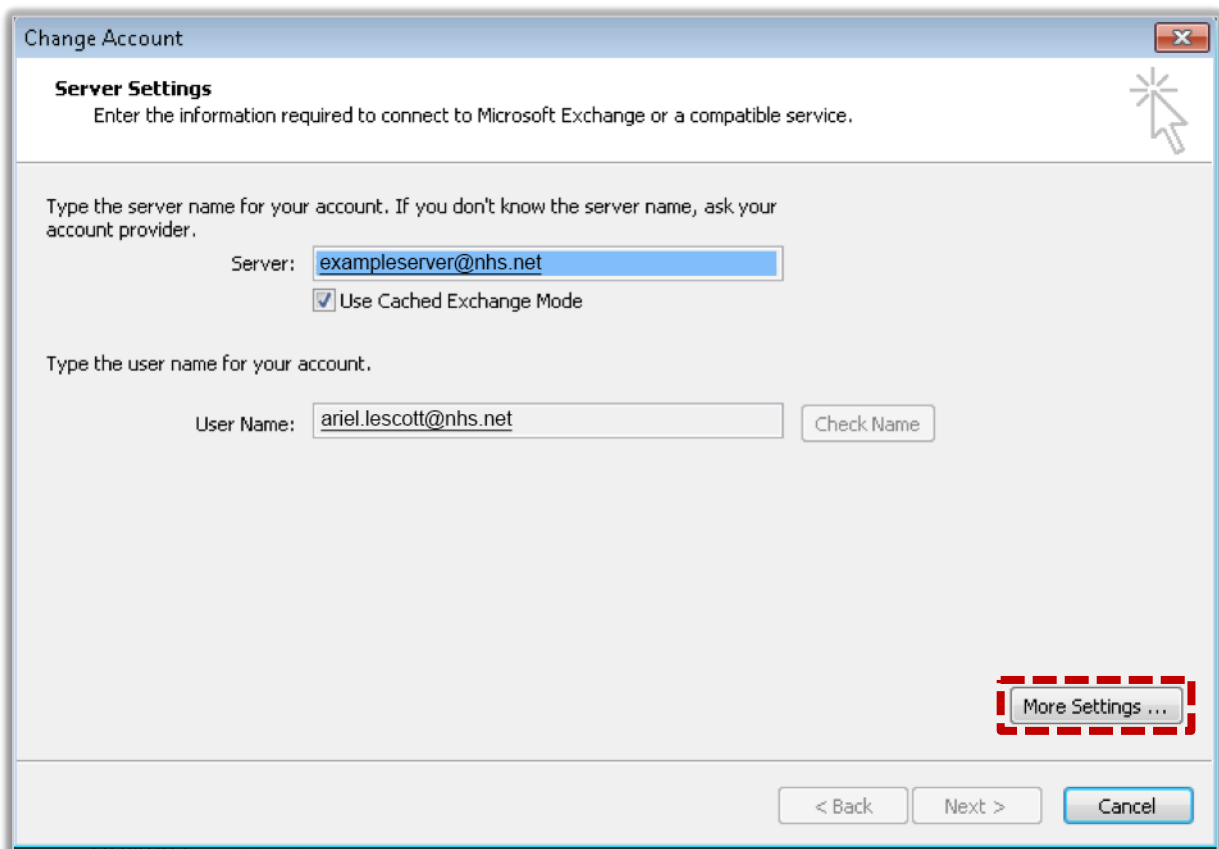 Change Account
Server Settings
Enter the information required to connect to Microsoft Exchange or a compatible service.
Type the server name for your account. If you don't know the server name, ask your
account provider.
Server: exampleserver@nhs.net
Use Cached Exchange Mode
Type the user name for your account.
User Name: ariel.lescott@nhs.net Check Name
More Settings ...
< Back Next > Cancel